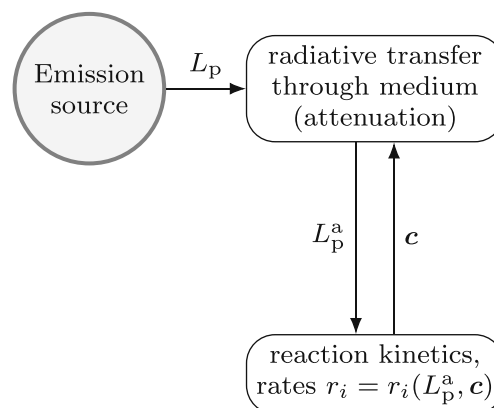 Emission
source
L_p
radiative transfer
through medium
(attenuation)
L_p^a
c
reaction kinetics,
rates r_i = r_i(L_p^a, c)